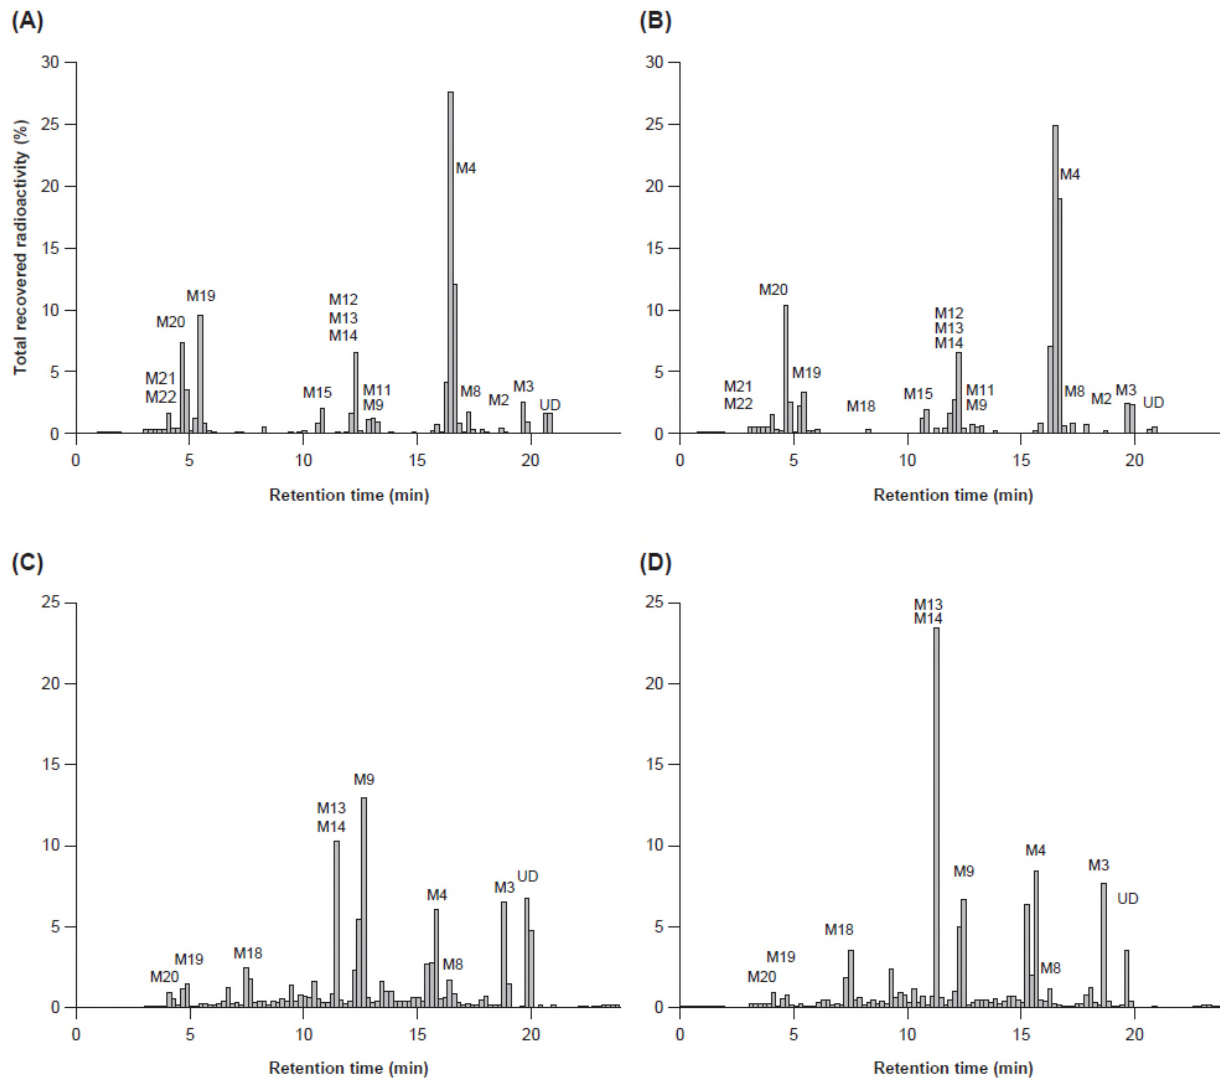 (A)
30
25
20
15
10
5
0
Total recovered radioactivity (%)
M21
M22
M20
M19
M15
M12
M13
M14
M11
M9
M4
M8
M2
M3
UD
0 5 10 15 20
Retention time (min)
(B)
30
25
20
15
10
5
0
M21
M22
M20
M19
M18
M15
M12
M13
M14
M11
M9
M4
M8
M2
M3
UD
0 5 10 15 20
Retention time (min)
(C)
25
20
15
10
5
0
M20
M19
M18
M13
M14
M9
M4
M8
M3
UD
0 5 10 15 20
Retention time (min)
(D)
25
20
15
10
5
0
M20
M19
M18
M13
M14
M9
M4
M8
M3
UD
0 5 10 15 20
Retention time (min)